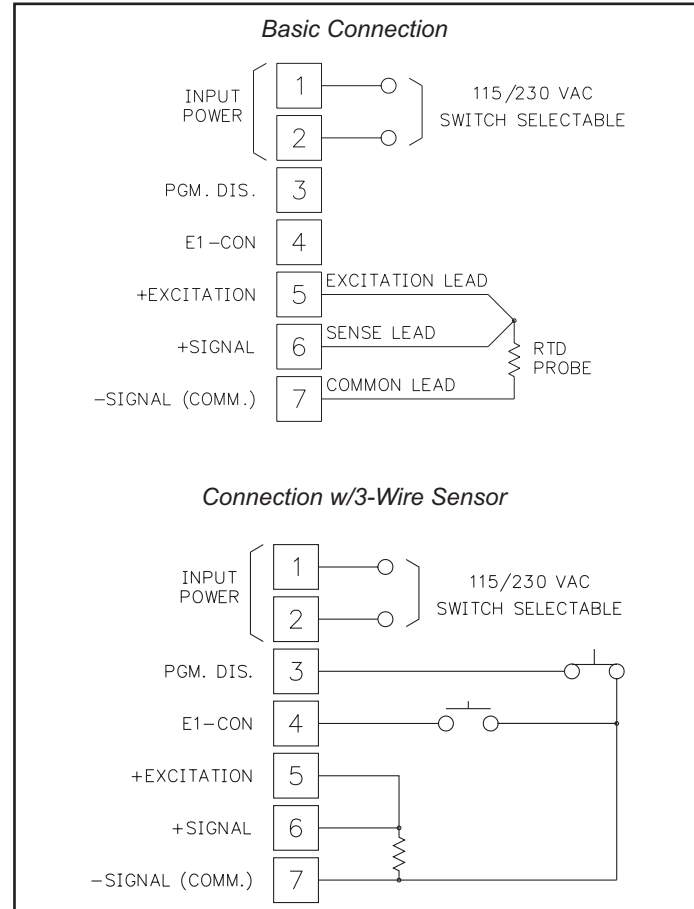 Basic Connection
INPUT POWER
1
2
115/230 VAC
SWITCH SELECTABLE
PGM. DIS.
3
E1-CON
4
+EXCITATION
5
EXCITATION LEAD
+SIGNAL
6
SENSE LEAD
RTD
PROBE
-SIGNAL (COMM.)
7
COMMON LEAD
Connection w/3-Wire Sensor
INPUT
POWER
1
2
115/230 VAC
SWITCH SELECTABLE
PGM. DIS.
3
E1-CON
4
+EXCITATION
5
+SIGNAL
6
-SIGNAL (COMM.)
7